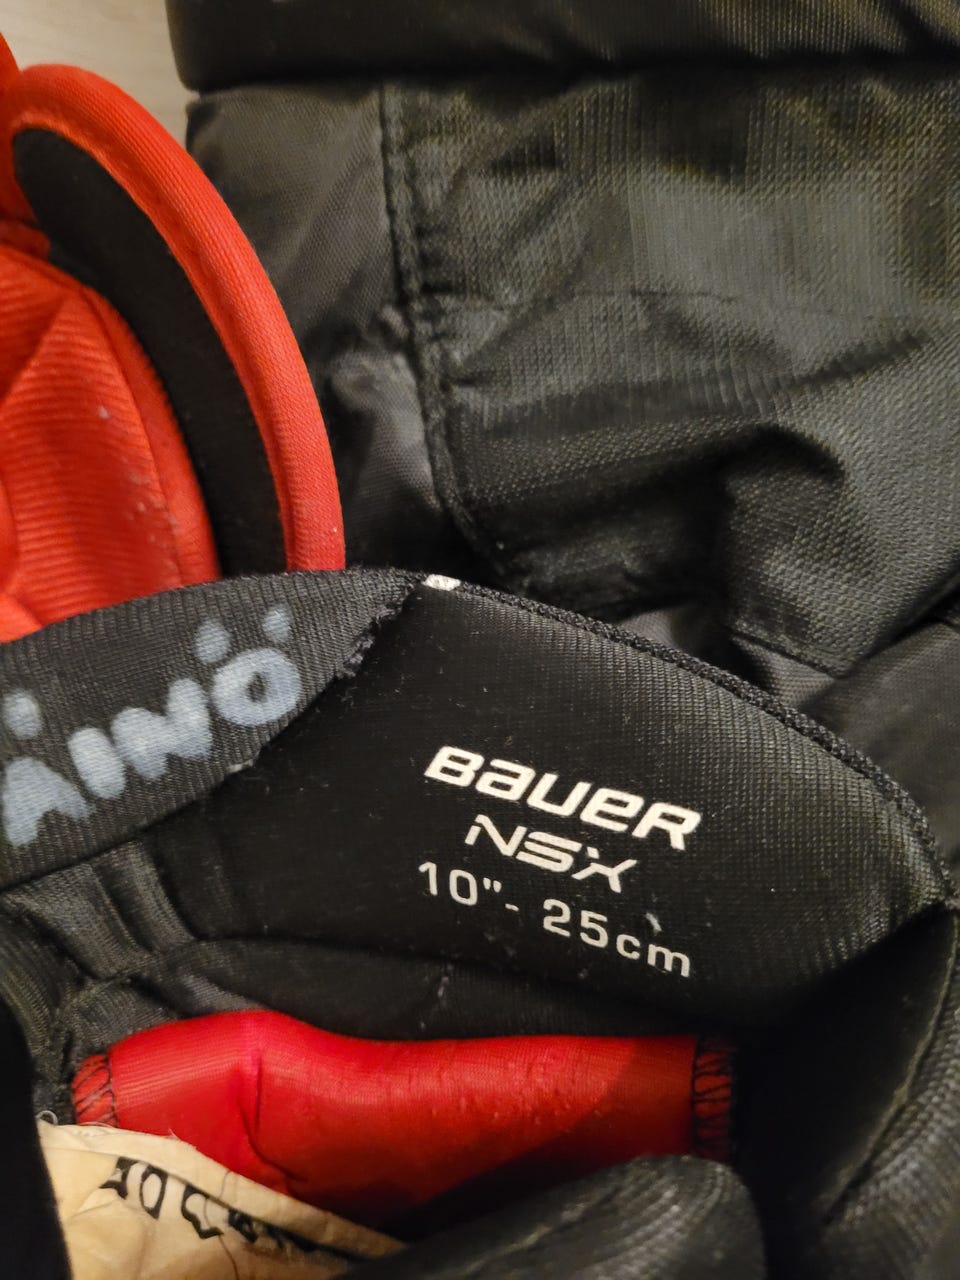 ÄINÖ
BAUER
NSX
10"- 25cm